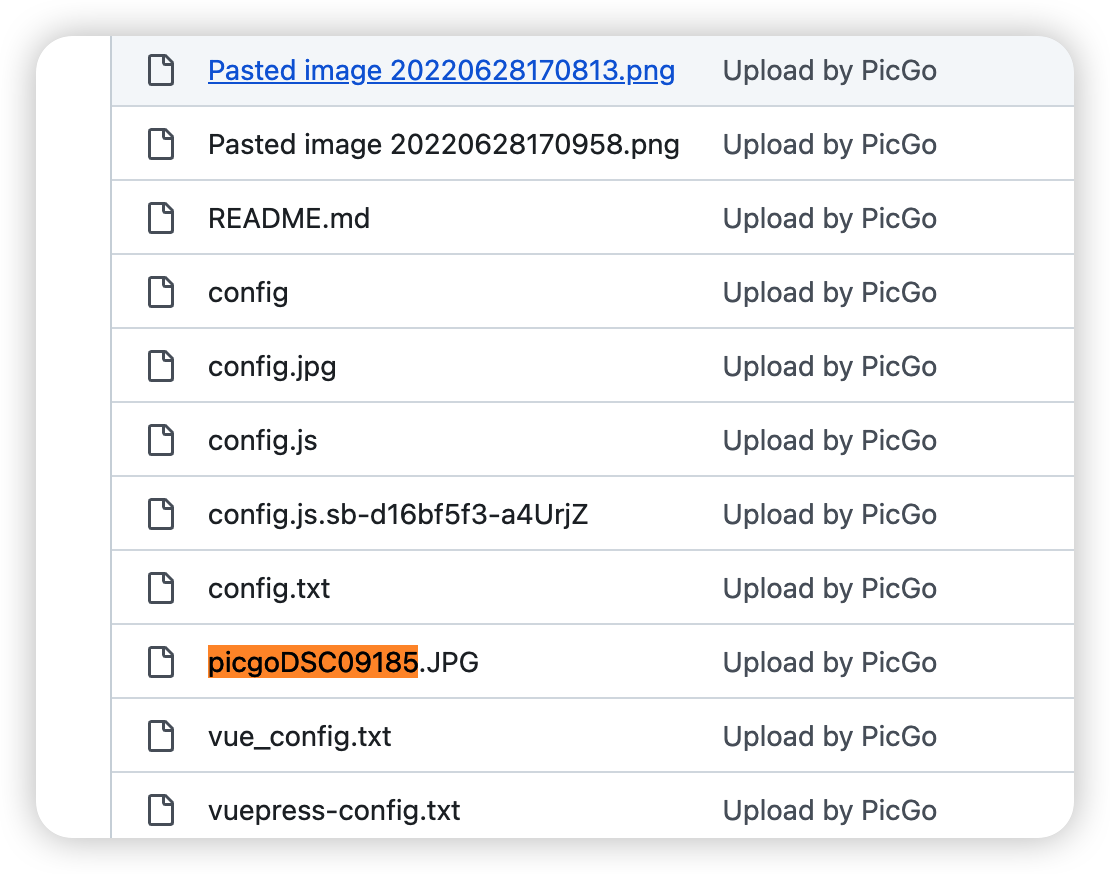 Pasted image 20220628170813.png Upload by PicGo
Pasted image 20220628170958.png Upload by PicGo
README.md Upload by PicGo
config Upload by PicGo
config.jpg Upload by PicGo
config.js Upload by PicGo
config.js.sb-d16bf5f3-a4UrjZ Upload by PicGo
config.txt Upload by PicGo
picgoDSC09185.JPG Upload by PicGo
vue_config.txt Upload by PicGo
vuepress-config.txt Upload by PicGo